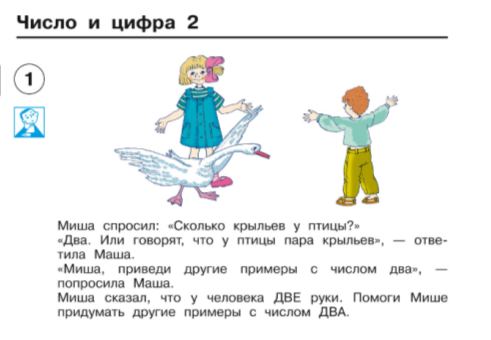 Число и цифра 2
1
Миша спросил: «Сколько крыльев у птицы?»
«Два. Или говорят, что у птицы пара крыльев», — отве-
тила Маша.
«Миша, приведи другие примеры с числом два», —
попросила Маша.
Миша сказал, что у человека ДВЕ руки. Помоги Мише
придумать другие примеры с числом ДВА.